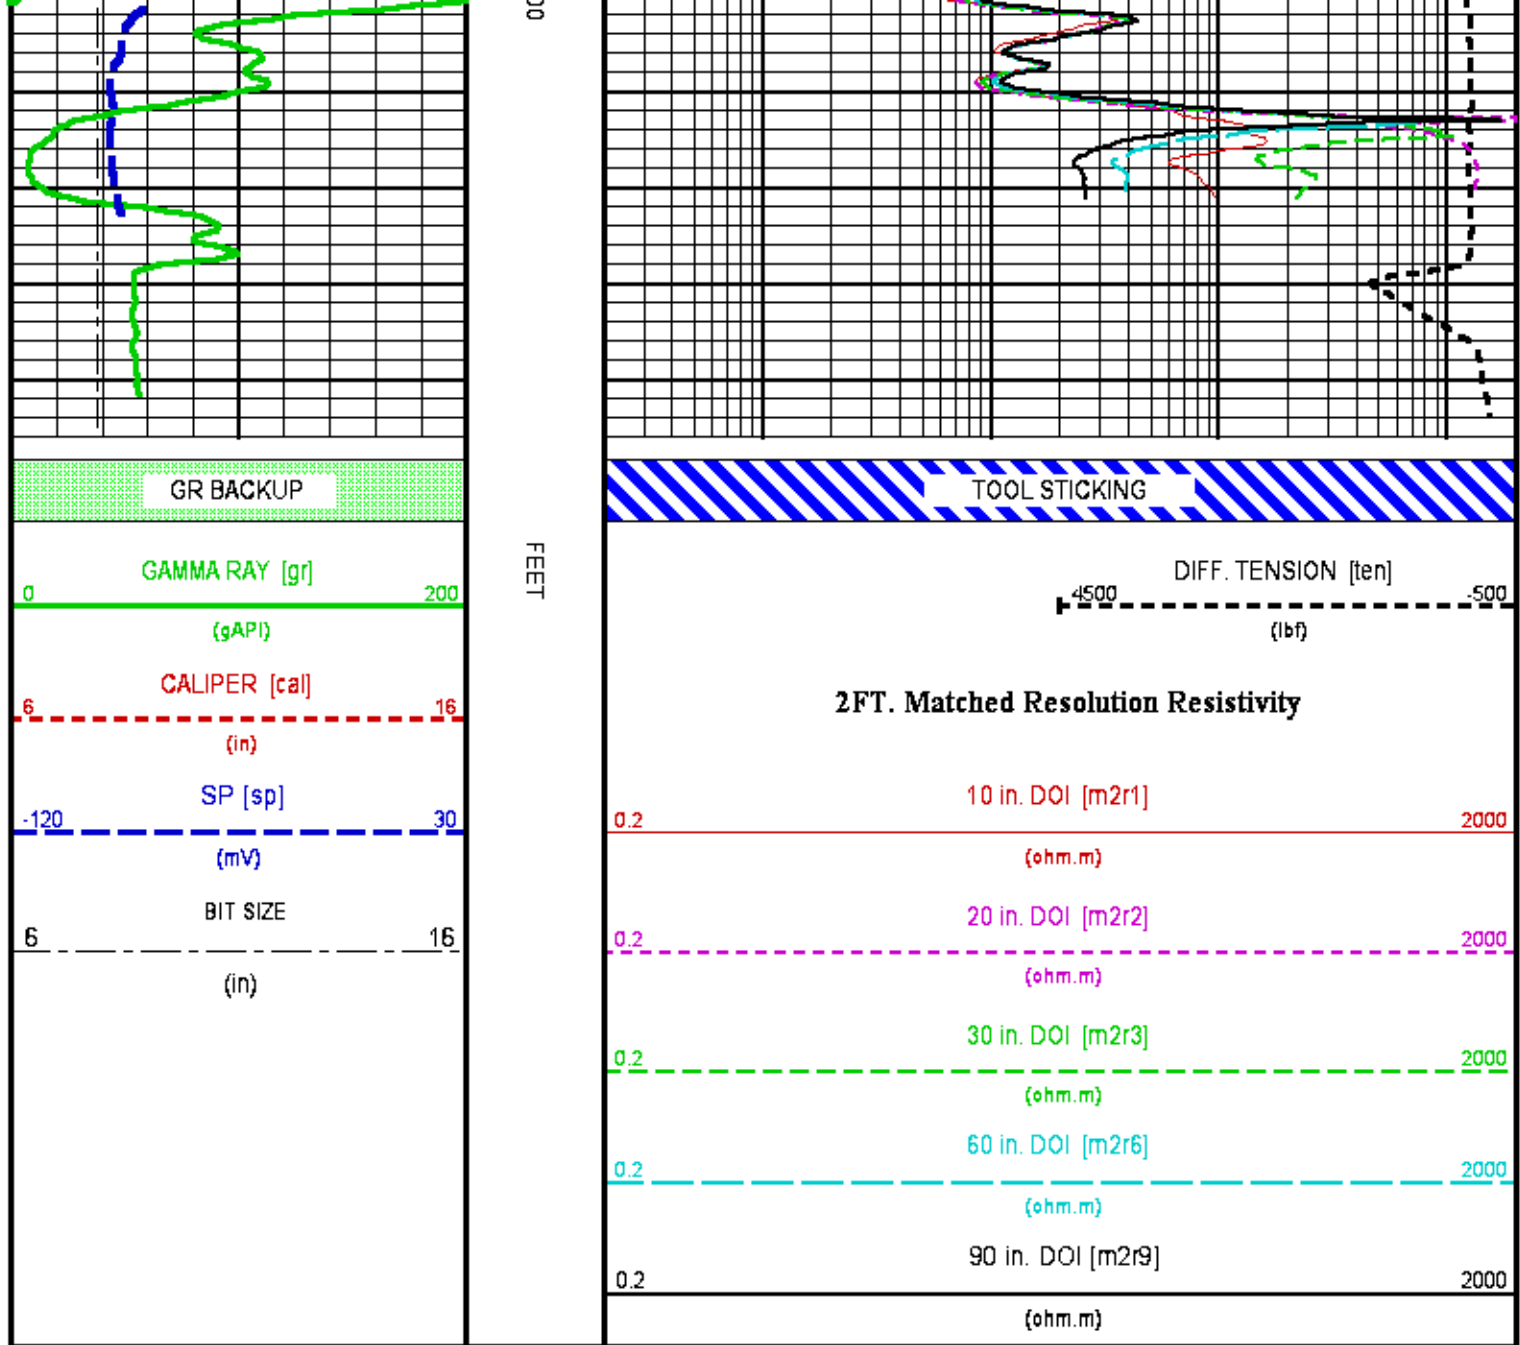 00
GR BACKUP
TOOL STICKING
FEET
GAMMA RAY [gr]
0 200
(gAPI)
CALIPER [cal]
6 16
(in)
SP [sp]
-120 30
(mV)
BIT SIZE
6 16
(in)
DIFF. TENSION [ten]
4500 -500
(lbf)
2FT. Matched Resolution Resistivity
10 in. DOI [m2r1]
0.2 2000
(ohm.m)
20 in. DOI [m2r2]
0.2 2000
(ohm.m)
30 in. DOI [m2r3]
0.2 2000
(ohm.m)
60 in. DOI [m2r6]
0.2 2000
(ohm.m)
90 in. DOI [m2r9]
0.2 2000
(ohm.m)